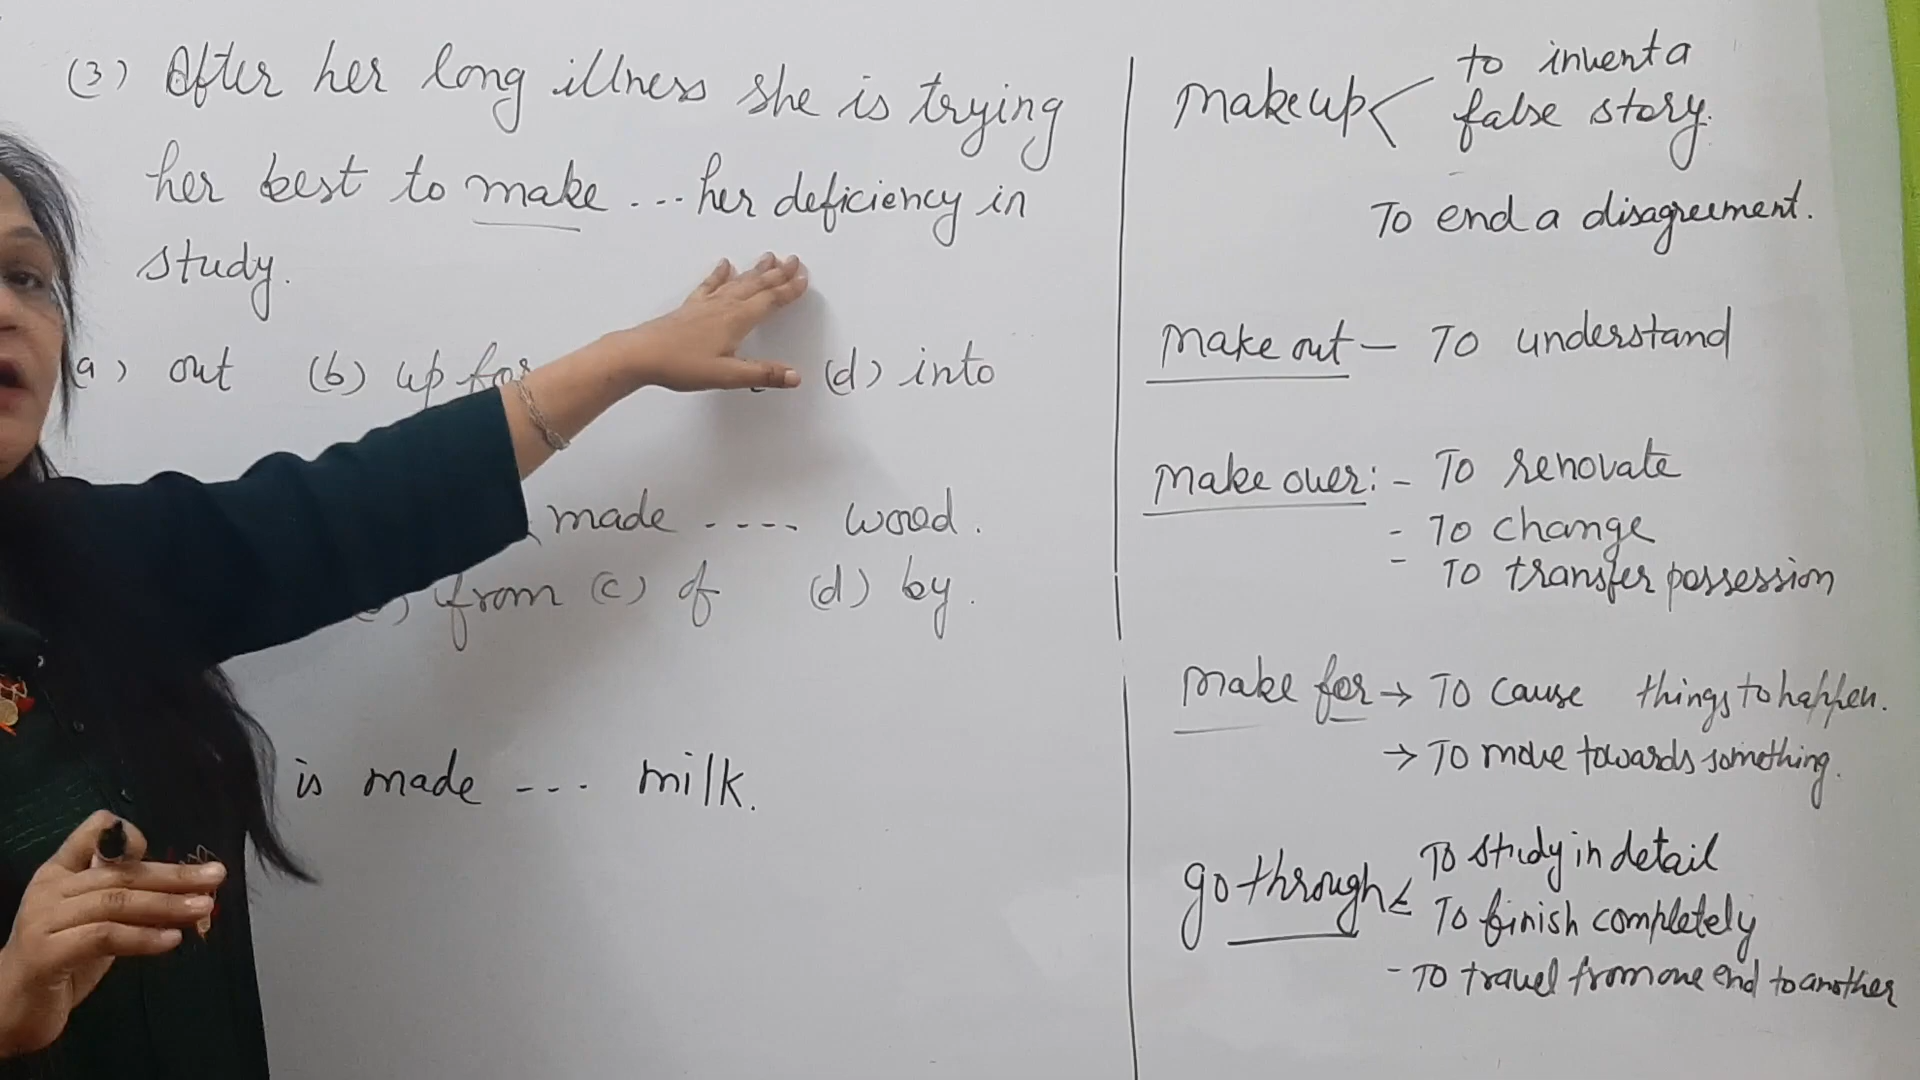 (3) After her long illness she is trying
her best to make ... her deficiency in
study.
a) out (b) up for (d) into
made .... wood.
from (c) of (d) by.
is made ... milk.
makeup < to invent a
false story.
To end a disagreement.
make out - To understand
make over :- To renovate
- To change
- To transfer possession
make for → To cause things to happen.
→ To move towards something.
go through < To study in detail
To finish completely
- To travel from one end to another